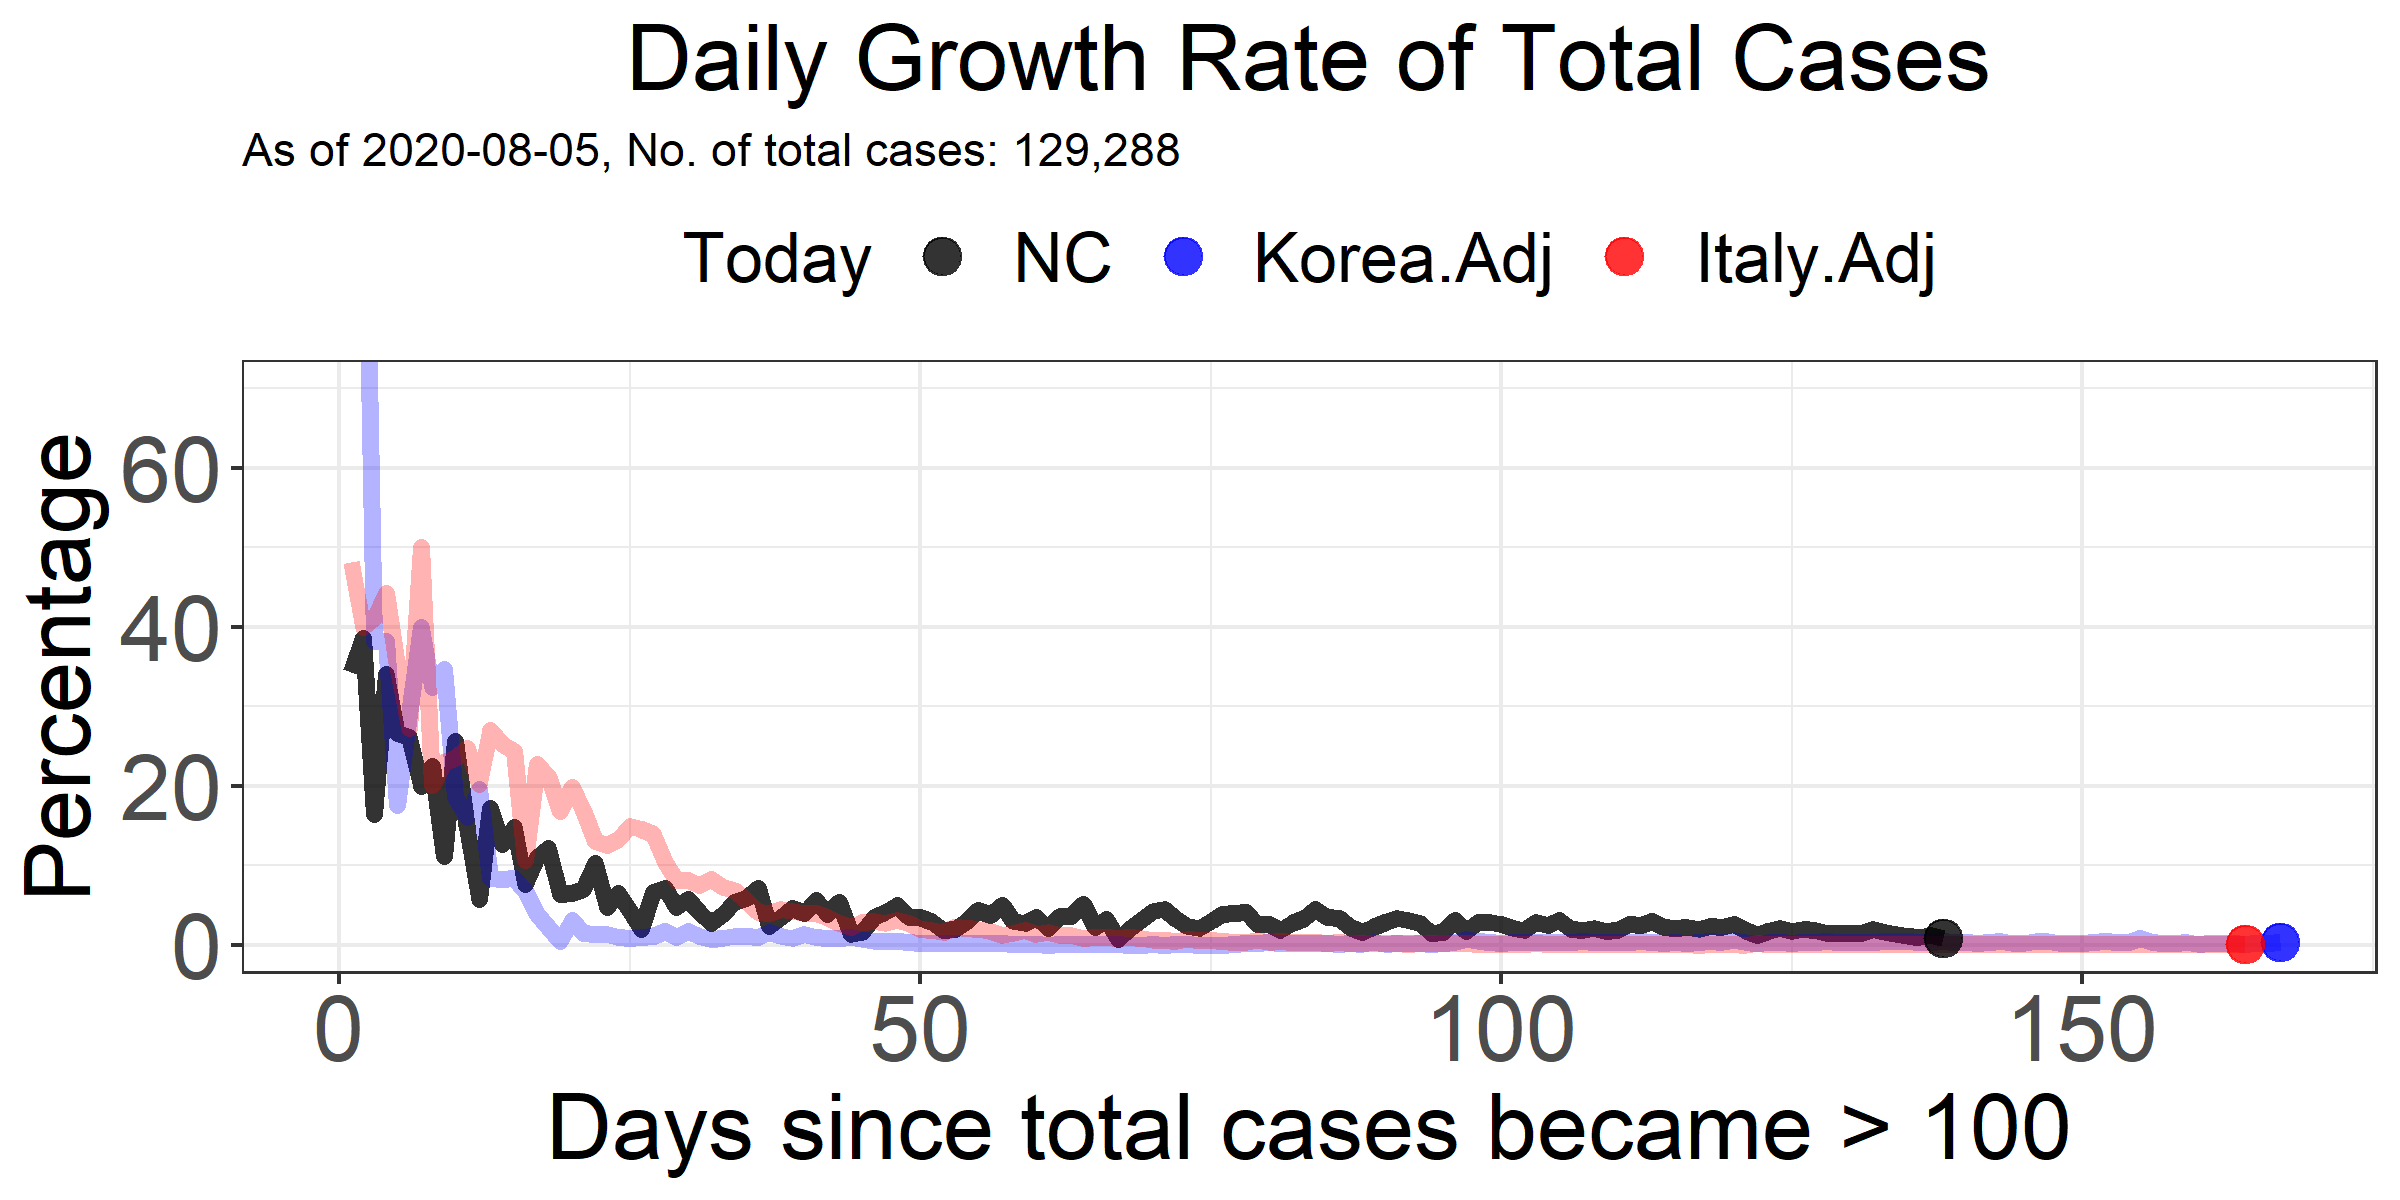 Daily Growth Rate of Total Cases
As of 2020-08-05, No. of total cases: 129,288
Today NC Korea.Adj Italy.Adj
Percentage
60
40
20
0
0 50 100 150
Days since total cases became > 100